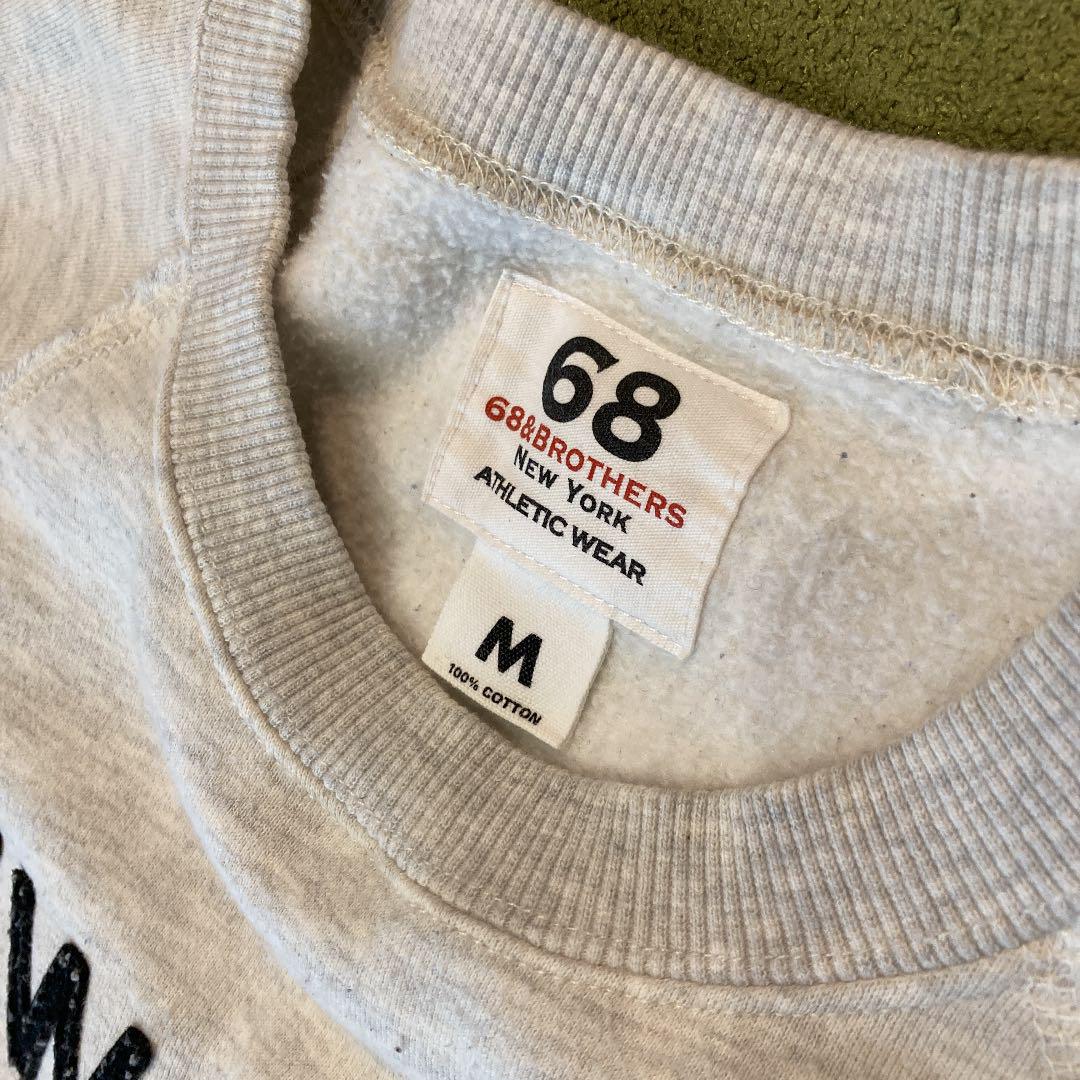 68
68&BROTHERS
NEW YORK
ATHLETIC WEAR
M
100% COTTON
W